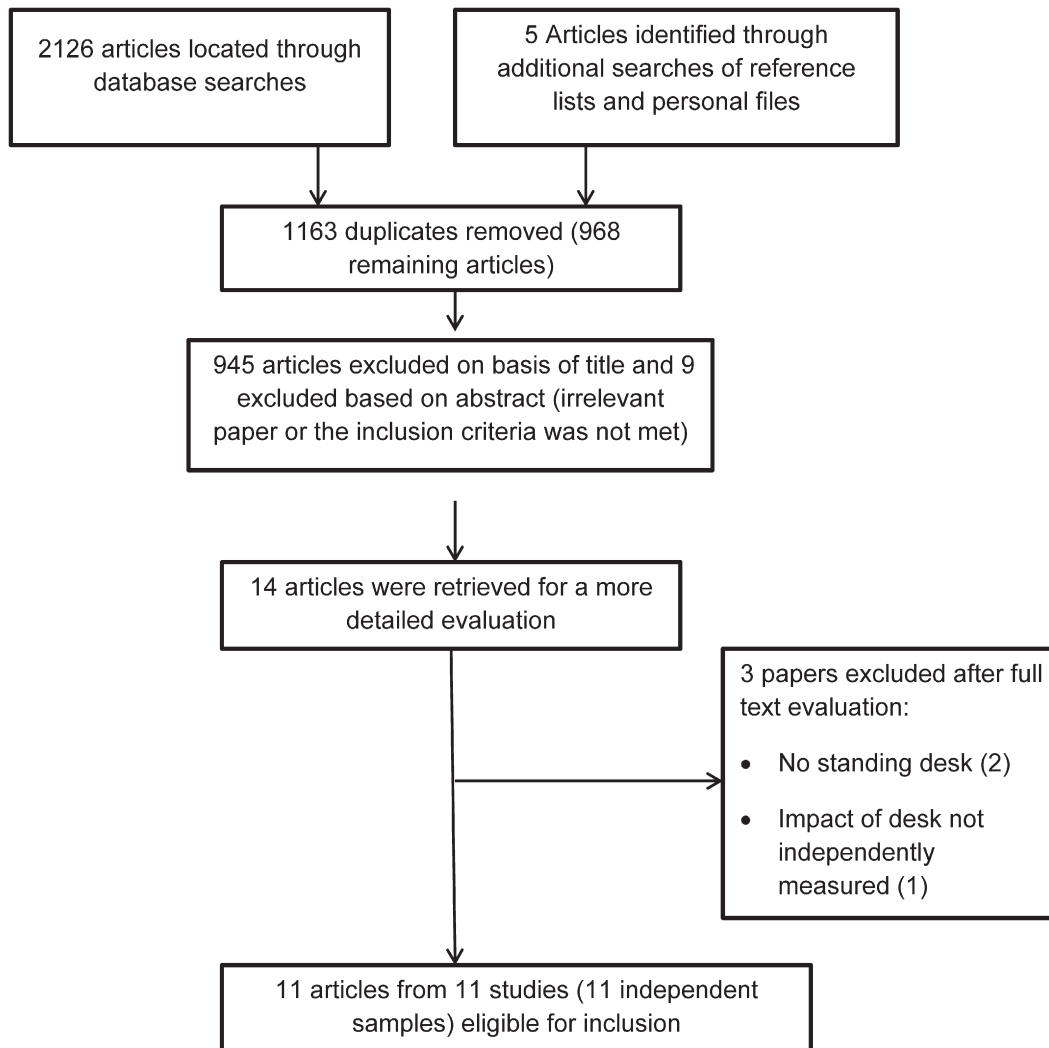 2126 articles located through
database searches
5 Articles identified through
additional searches of reference
lists and personal files
1163 duplicates removed (968
remaining articles)
945 articles excluded on basis of title and 9
excluded based on abstract (irrelevant
paper or the inclusion criteria was not met)
14 articles were retrieved for a more
detailed evaluation
3 papers excluded after full
text evaluation:
• No standing desk (2)
• Impact of desk not
independently
measured (1)
11 articles from 11 studies (11 independent
samples) eligible for inclusion